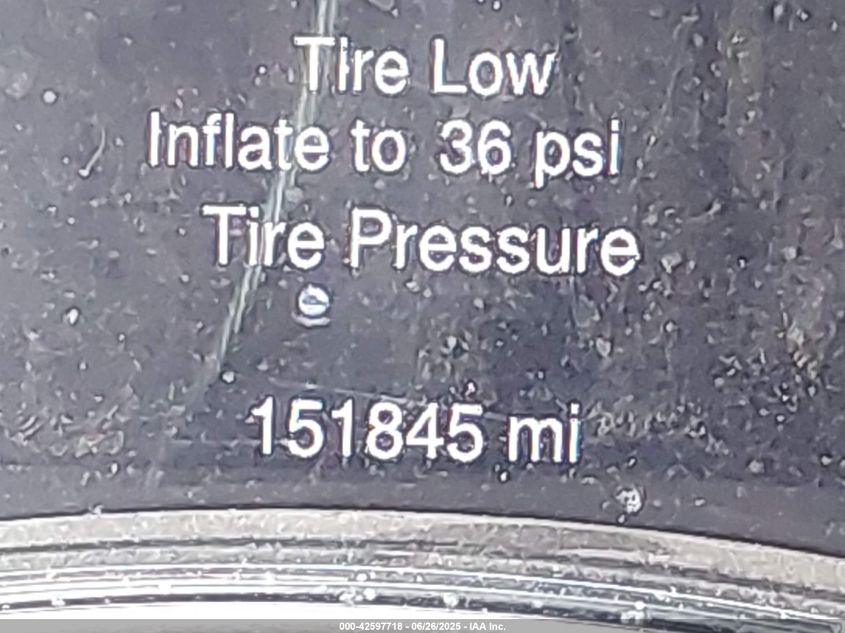 Tire Low
Inflate to 36 psi
Tire Pressure
151845 mi
000-42597718 - 06/26/2025 - IAA Inc.